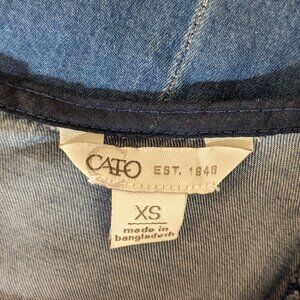 CATO EST. 1946
XS
made in
bangladesh